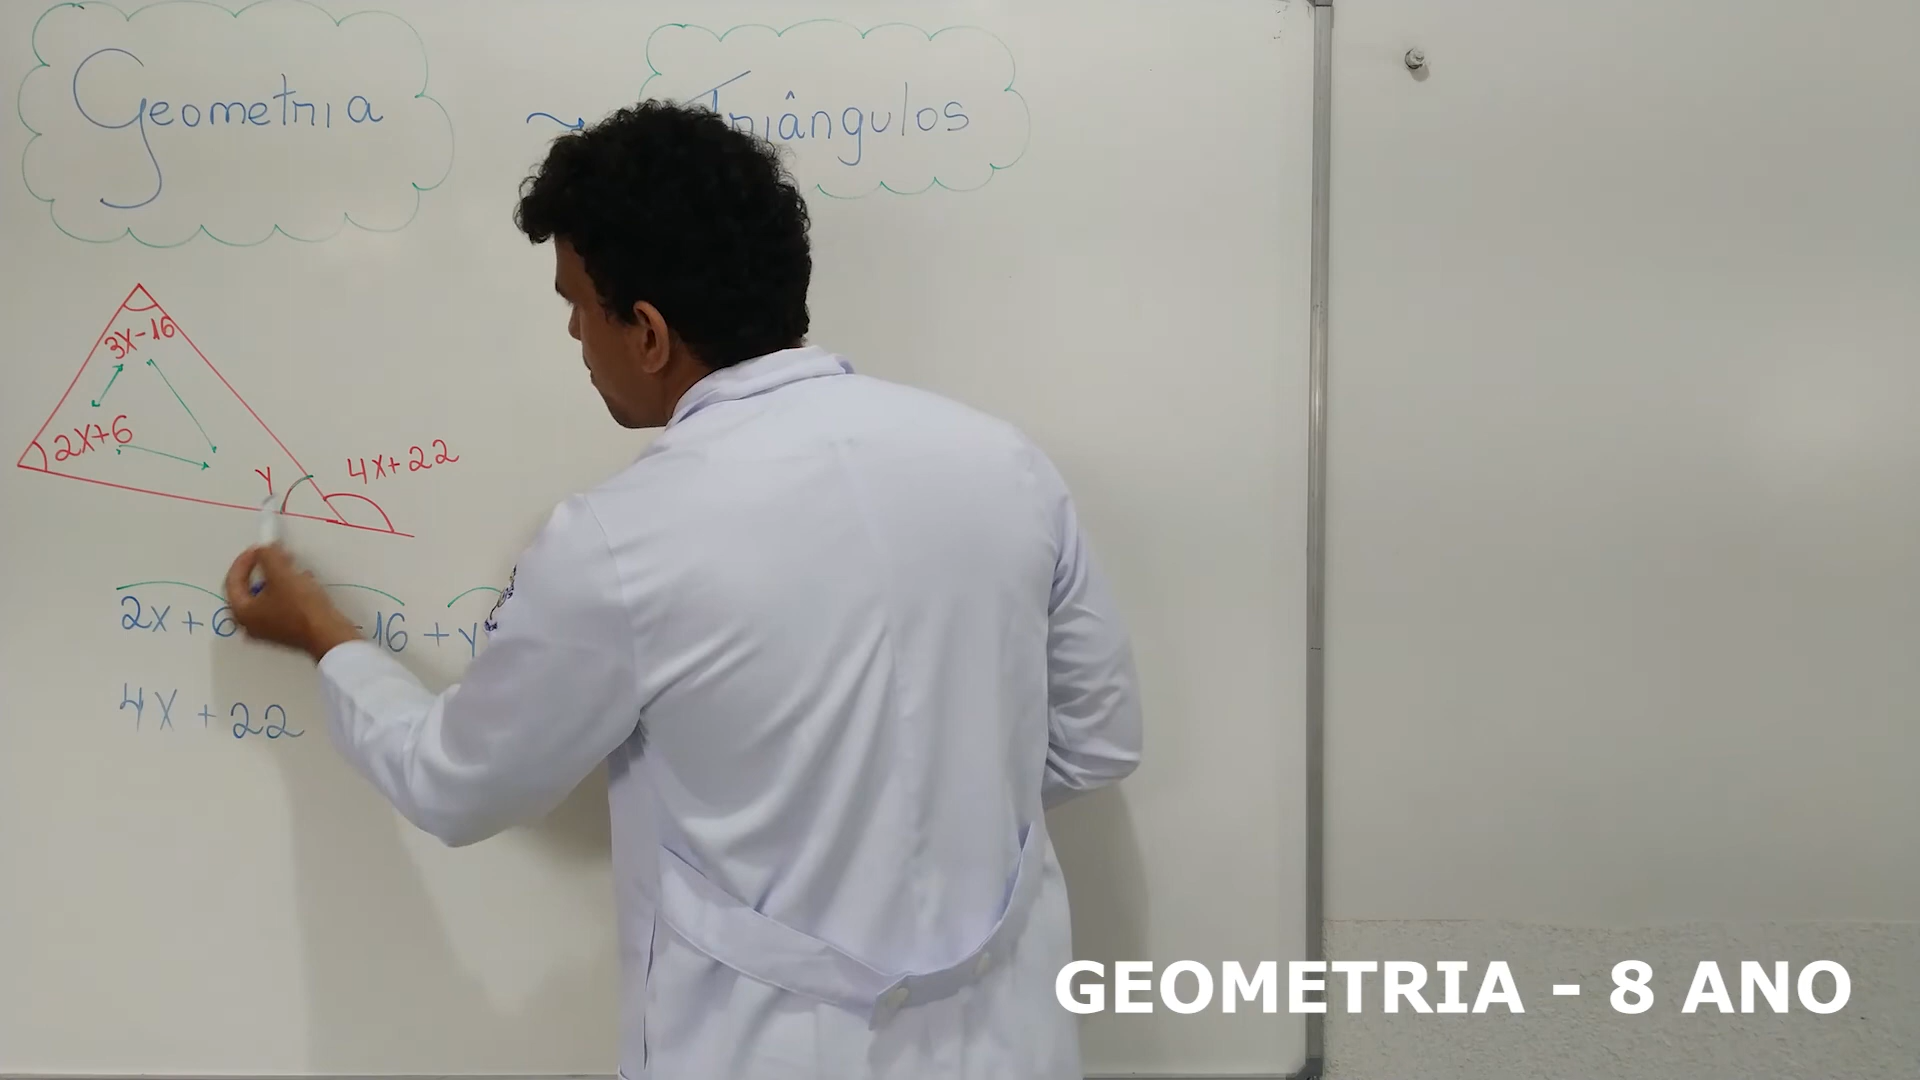 Geometria
Triângulos
3x-16
2x+6
y
4x+22
2x+6 -16+y
4x+22
GEOMETRIA - 8 ANO